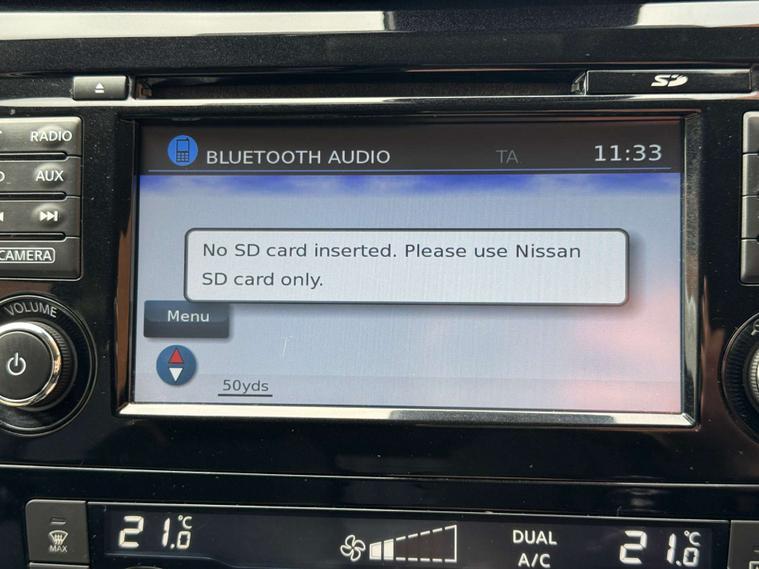 SD
RADIO
AUX
CAMERA
VOLUME
BLUETOOTH AUDIO TA 11:33
No SD card inserted. Please use Nissan
SD card only.
Menu
50yds
MAX
21.0°C
DUAL
A/C
21.0°C